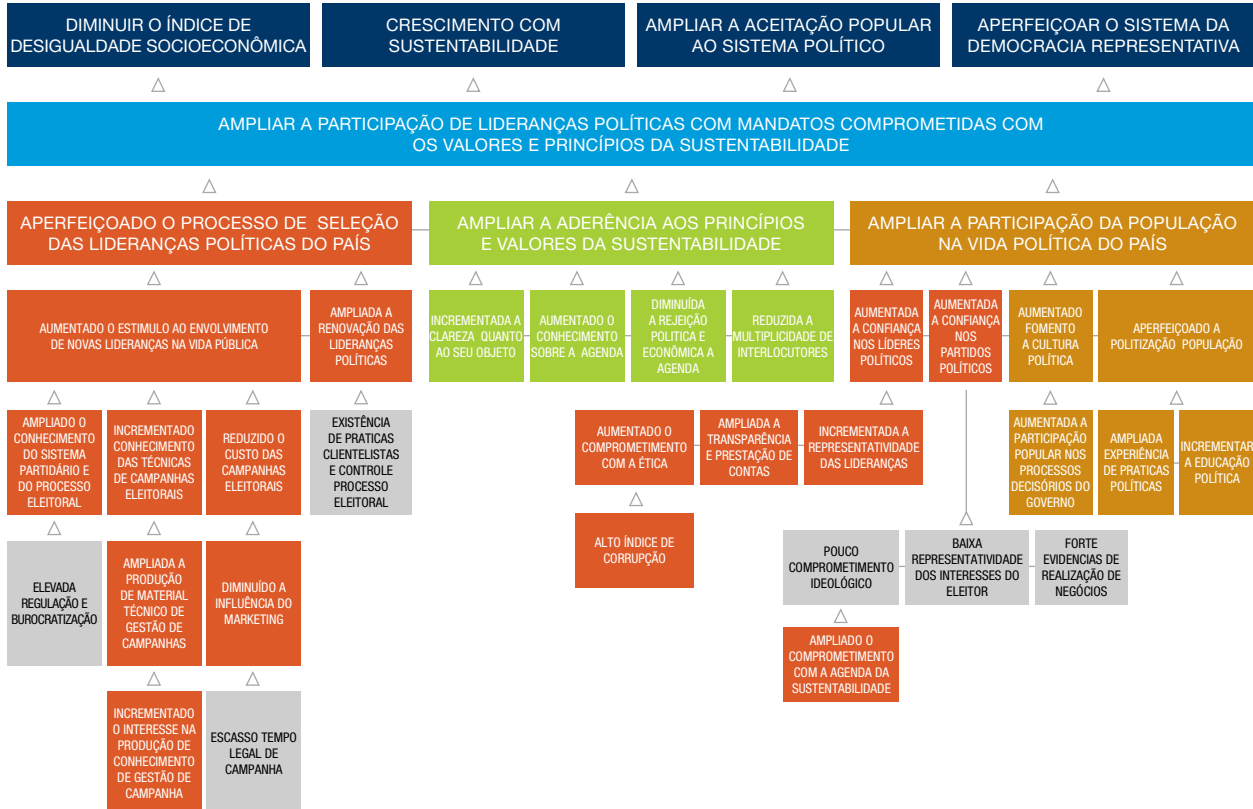 DIMINUIR O ÍNDICE DE
DESIGUALDADE SOCIOECONÔMICA
CRESCIMENTO COM
SUSTENTABILIDADE
AMPLIAR A ACEITAÇÃO POPULAR
AO SISTEMA POLÍTICO
APERFEIÇOAR O SISTEMA DA
DEMOCRACIA REPRESENTATIVA
AMPLIAR A PARTICIPAÇÃO DE LIDERANÇAS POLÍTICAS COM MANDATOS COMPROMETIDAS COM
OS VALORES E PRINCÍPIOS DA SUSTENTABILIDADE
APERFEIÇOADO O PROCESSO DE SELEÇÃO
DAS LIDERANÇAS POLÍTICAS DO PAÍS
AMPLIAR A ADERÊNCIA AOS PRINCÍPIOS
E VALORES DA SUSTENTABILIDADE
AMPLIAR A PARTICIPAÇÃO DA POPULAÇÃO
NA VIDA POLÍTICA DO PAÍS
AUMENTADO O ESTIMULO AO ENVOLVIMENTO
DE NOVAS LIDERANÇAS NA VIDA PÚBLICA
AMPLIADA A
RENOVAÇÃO DAS
LIDERANÇAS
POLÍTICAS
INCREMENTADA A
CLAREZA QUANTO
AO SEU OBJETO
AUMENTADO O
CONHECIMENTO
SOBRE A AGENDA
DIMINUÍDA
A REJEIÇÃO
POLITICA E
ECONÔMICA A
AGENDA
REDUZIDA A
MULTIPLICIDADE DE
INTERLOCUTORES
AUMENTADA
A CONFIANÇA
NOS LÍDERES
POLÍTICOS
AUMENTADA
A CONFIANÇA
NOS
PARTIDOS
POLÍTICOS
AUMENTADO
FOMENTO
A CULTURA
POLÍTICA
APERFEIÇOADO A
POLITIZAÇÃO POPULAÇÃO
AMPLIADO O
CONHECIMENTO
DO SISTEMA
PARTIDÁRIO E
DO PROCESSO
ELEITORAL
INCREMENTADO
CONHECIMENTO
DAS TÉCNICAS
DE CAMPANHAS
ELEITORAIS
REDUZIDO O
CUSTO DAS
CAMPANHAS
ELEITORAIS
EXISTÊNCIA
DE PRATICAS
CLIENTELISTAS
E CONTROLE
PROCESSO
ELEITORAL
AUMENTADO O
COMPROMETIMENTO
COM A ÉTICA
AMPLIADA A
TRANSPARÊNCIA
E PRESTAÇÃO DE
CONTAS
INCREMENTADA A
REPRESENTATIVIDADE
DAS LIDERANÇAS
AUMENTADA A
PARTICIPAÇÃO
POPULAR NOS
PROCESSOS
DECISÓRIOS DO
GOVERNO
AMPLIADA
EXPERIÊNCIA
DE PRATICAS
POLÍTICAS
INCREMENTAR
A EDUCAÇÃO
POLÍTICA
ELEVADA
REGULAÇÃO E
BUROCRATIZAÇÃO
AMPLIADA A
PRODUÇÃO
DE MATERIAL
TÉCNICO DE
GESTÃO DE
CAMPANHAS
DIMINUÍDO A
INFLUÊNCIA DO
MARKETING
ALTO ÍNDICE DE
CORRUPÇÃO
POUCO
COMPROMETIMENTO
IDEOLÓGICO
BAIXA
REPRESENTATIVIDADE
DOS INTERESSES DO
ELEITOR
FORTE
EVIDENCIAS DE
REALIZAÇÃO DE
NEGÓCIOS
AMPLIADO O
COMPROMETIMENTO
COM A AGENDA DA
SUSTENTABILIDADE
INCREMENTADO
O INTERESSE NA
PRODUÇÃO DE
CONHECIMENTO
DE GESTÃO DE
CAMPANHA
ESCASSO TEMPO
LEGAL DE
CAMPANHA